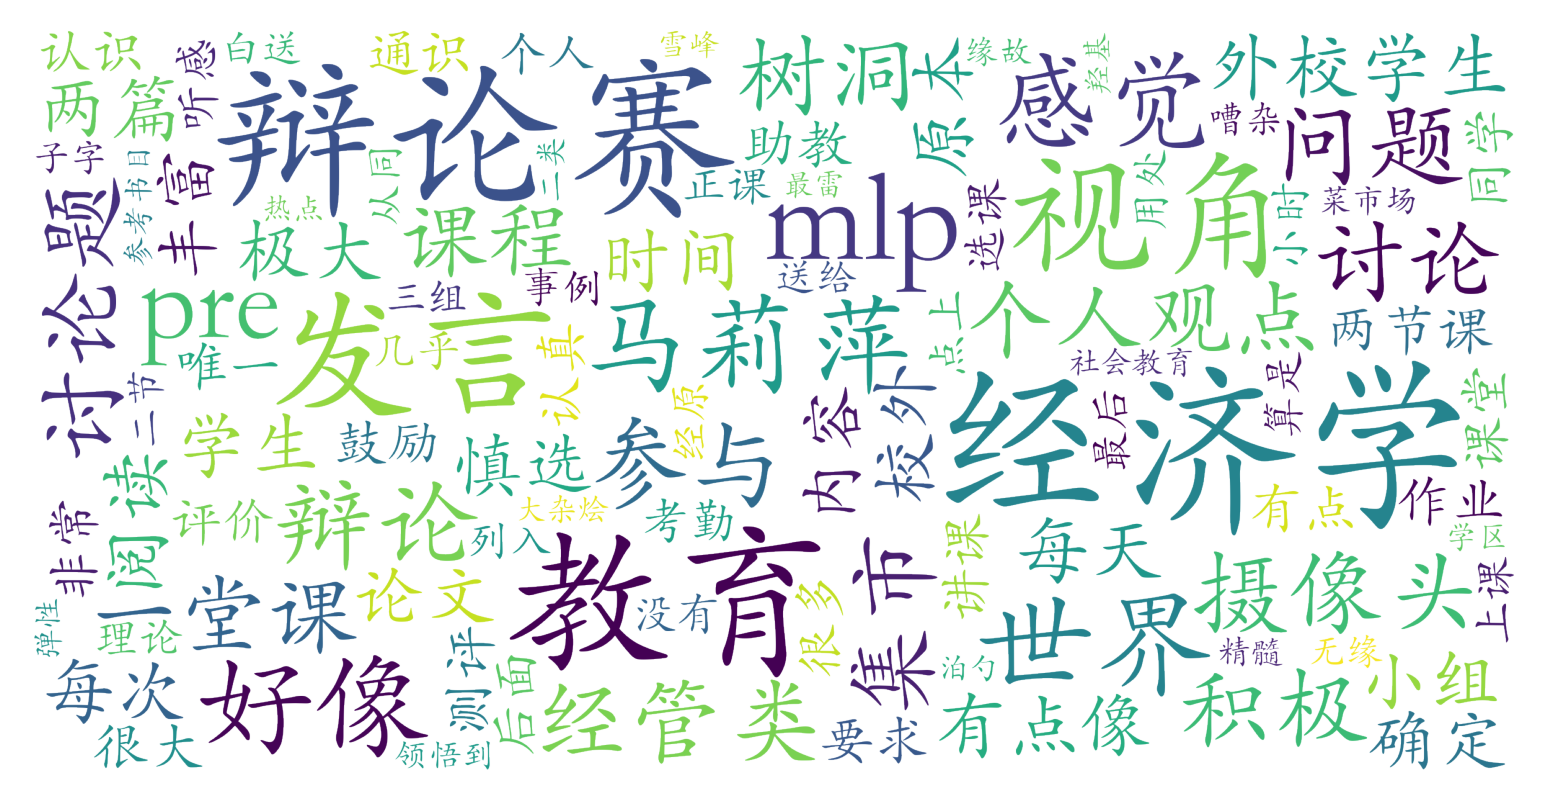 认识
白送
通识
个人
雪峰
树洞
缘故
羟基
外校学生
两篇
听感
辩论赛
本
原
感觉
嘈杂
问题
同学
子字
参考书目
丰富
从同
二类
助教
正课
最雷
mlp
选课
视角
用处
小时
菜市场
讨论题
热点
极大
课程
时间
送给
讨论
pre
三组
事例
唯一
发言
几乎
认真
马莉萍
点上
个人观点
两节课
二节
社会教育
学生
鼓励
经原
慎选
参与
内容
校外
经济学
最后
算是
课堂
一阅读
非常
评价
辩论
大杂烩
考勤
列入
有点
作业
学区
弹性
理论
堂课
论文
教育
没有
很多
集市
讲课
每天
世界
摄像头
上课
每次
好像
测评
后面
经管类
泊勺
精髓
无缘
小组
很大
领悟到
要求
有点像
积极
确定